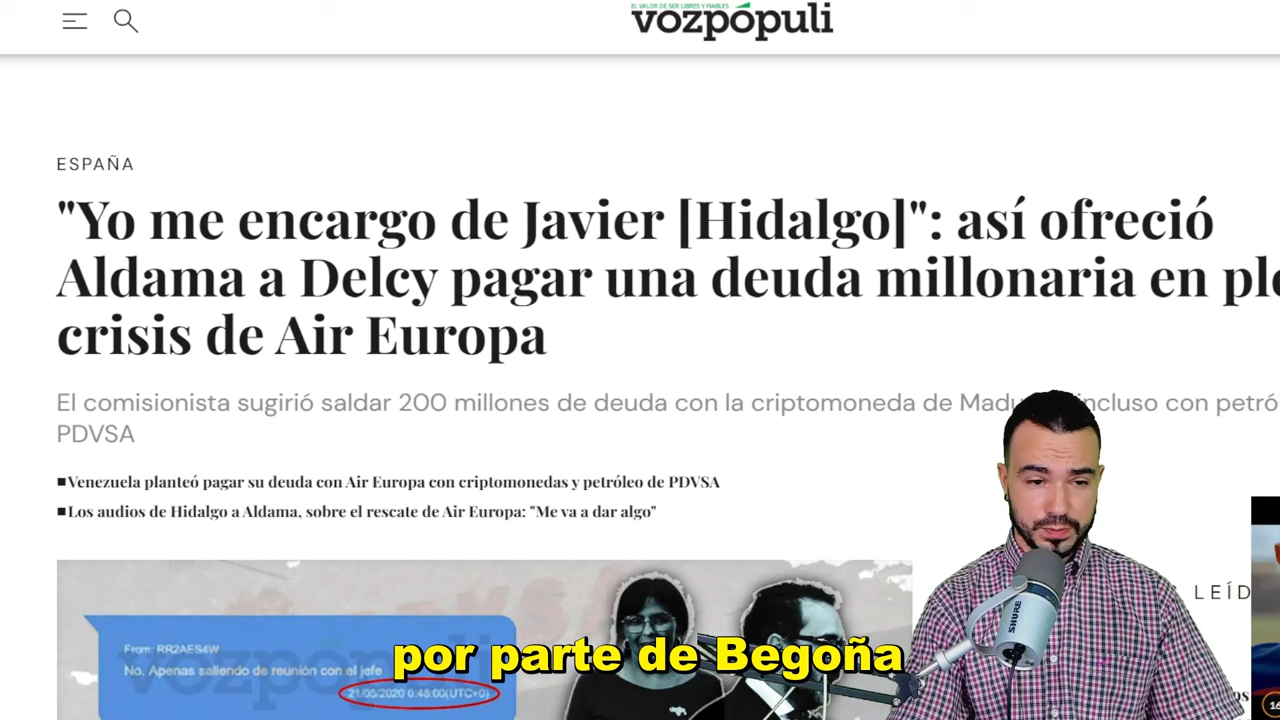 EL VALOR DE SER LIBRES Y FIABLES
vozpópuli
ESPAÑA
"Yo me encargo de Javier [Hidalgo]": así ofreció
Aldama a Delcy pagar una deuda millonaria en
crisis de Air Europa
El comisionista sugirió saldar 200 millones de deuda con la criptomoneda de incluso con
PDVSA
■Venezuela planteó pagar su deuda con Air Europa con criptomonedas y petróleo de PDVSA
■Los audios de Hidalgo a Aldama, sobre el rescate de Air Europa: "Me va a dar algo"
LEÍD
From: RR2AES4W
No. Apenas saliendo de reunión con el jefe
21/05/2020 0:48:00(UTC+0)
por parte de Begoña
SHURE